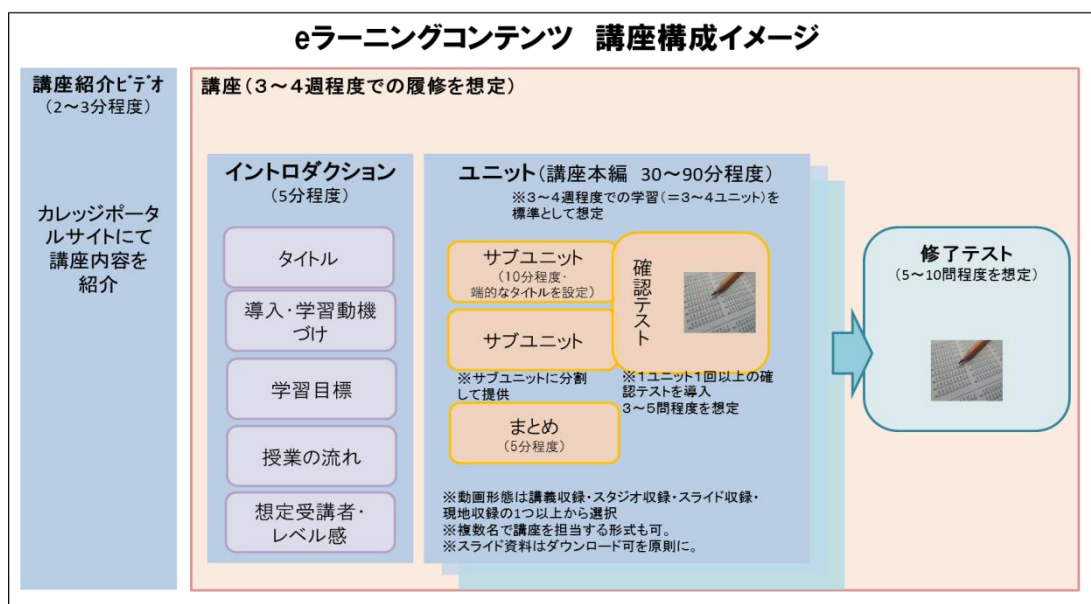 eラーニングコンテンツ　講座構成イメージ
講座紹介ﾋﾞﾃﾞｵ
（2～3分程度）
カレッジポータ
ルサイトにて
講座内容を
紹介
講座（３～４週程度での履修を想定）
イントロダクション
（5分程度）
タイトル
導入・学習動機
づけ
学習目標
授業の流れ
想定受講者・
レベル感
ユニット（講座本編　30～90分程度）
※３～４週程度での学習（＝３～４ユニット）を
標準として想定
サブユニット
（10分程度・
端的なタイトルを設定）
サブユニット
※サブユニットに分割
して提供
まとめ
（5分程度）
確認テスト
※１ユニット１回以上の確
認テストを導入
３～５問程度を想定
※動画形態は講義収録・スタジオ収録・スライド収録・
現地収録の1つ以上から選択
※複数名で講座を担当する形式も可。
※スライド資料はダウンロード可を原則に。
修了テスト
（5～10問程度を想定）